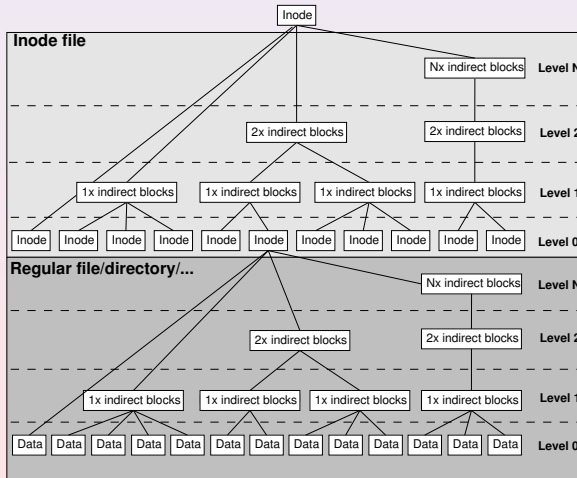 Inode
Inode file
Nx indirect blocks Level N
2x indirect blocks 2x indirect blocks Level 2
1x indirect blocks 1x indirect blocks 1x indirect blocks 1x indirect blocks Level 1
Inode Inode Inode Inode Inode Inode Inode Inode Inode Inode Inode Level 0
Regular file/directory/...
Nx indirect blocks Level N
2x indirect blocks 2x indirect blocks Level 2
1x indirect blocks 1x indirect blocks 1x indirect blocks 1x indirect blocks Level 1
Data Data Data Data Data Data Data Data Data Data Data Data Data Level 0